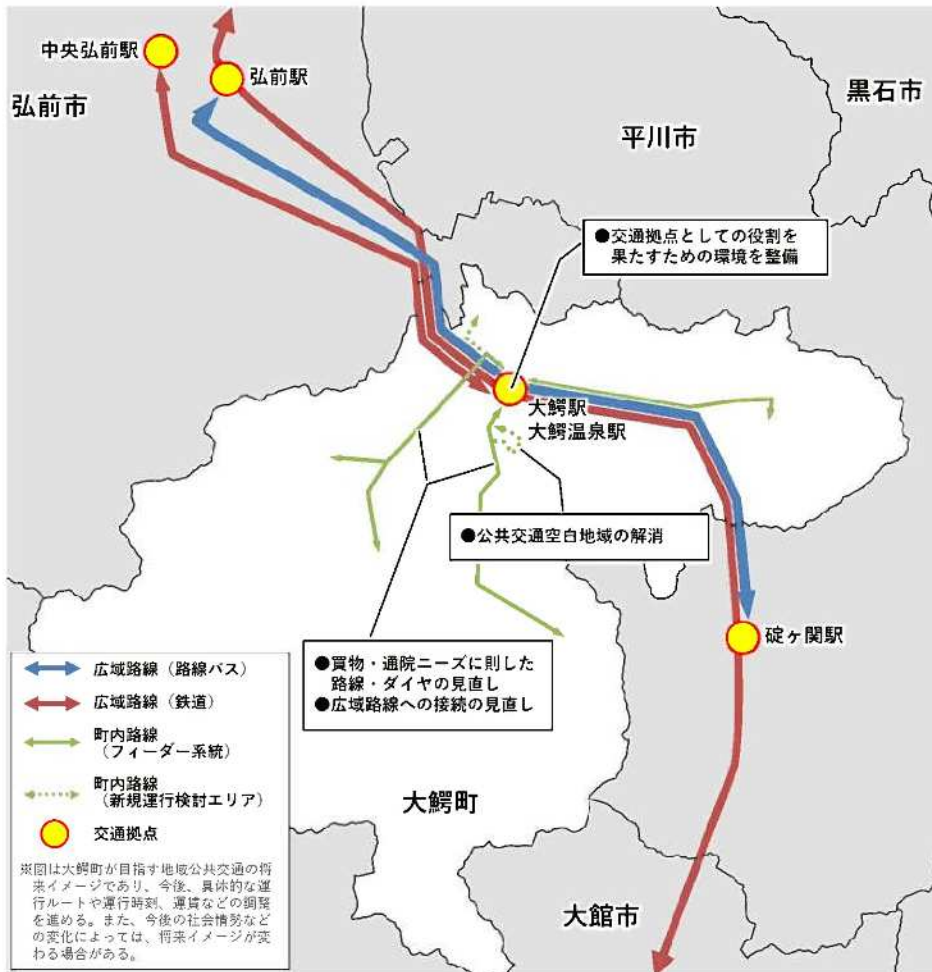 中央弘前駅
弘前駅
弘前市
黒石市
平川市
●交通拠点としての役割を
果たすための環境を整備
大鰐駅
大鰐温泉駅
●公共交通空白地域の解消
碇ヶ関駅
●買物・通院ニーズに則した
路線・ダイヤの見直し
●広域路線への接続の見直し
大鰐町
大館市
広域路線（路線バス）
広域路線（鉄道）
町内路線
（フィーダー系統）
町内路線
（新規運行検討エリア）
交通拠点
※図は大鰐町が目指す地域公共交通の将
来イメージであり、今後、具体的な運
行ルートや運行時刻、運賃などの調整
を進める。また、今後の社会情勢など
の変化によっては、将来イメージが変
わる場合がある。